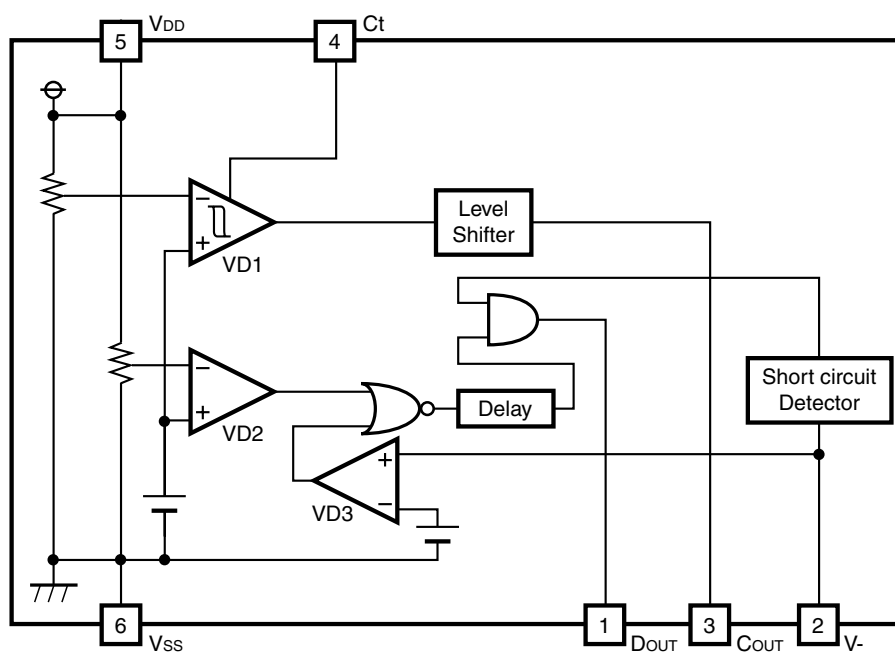 VDD
Ct
5
4
−
+
VD1
Level
Shifter
−
+
VD2
Delay
Short circuit
Detector
+
−
VD3
6
VSS
1
DOUT
3
COUT
2
V-